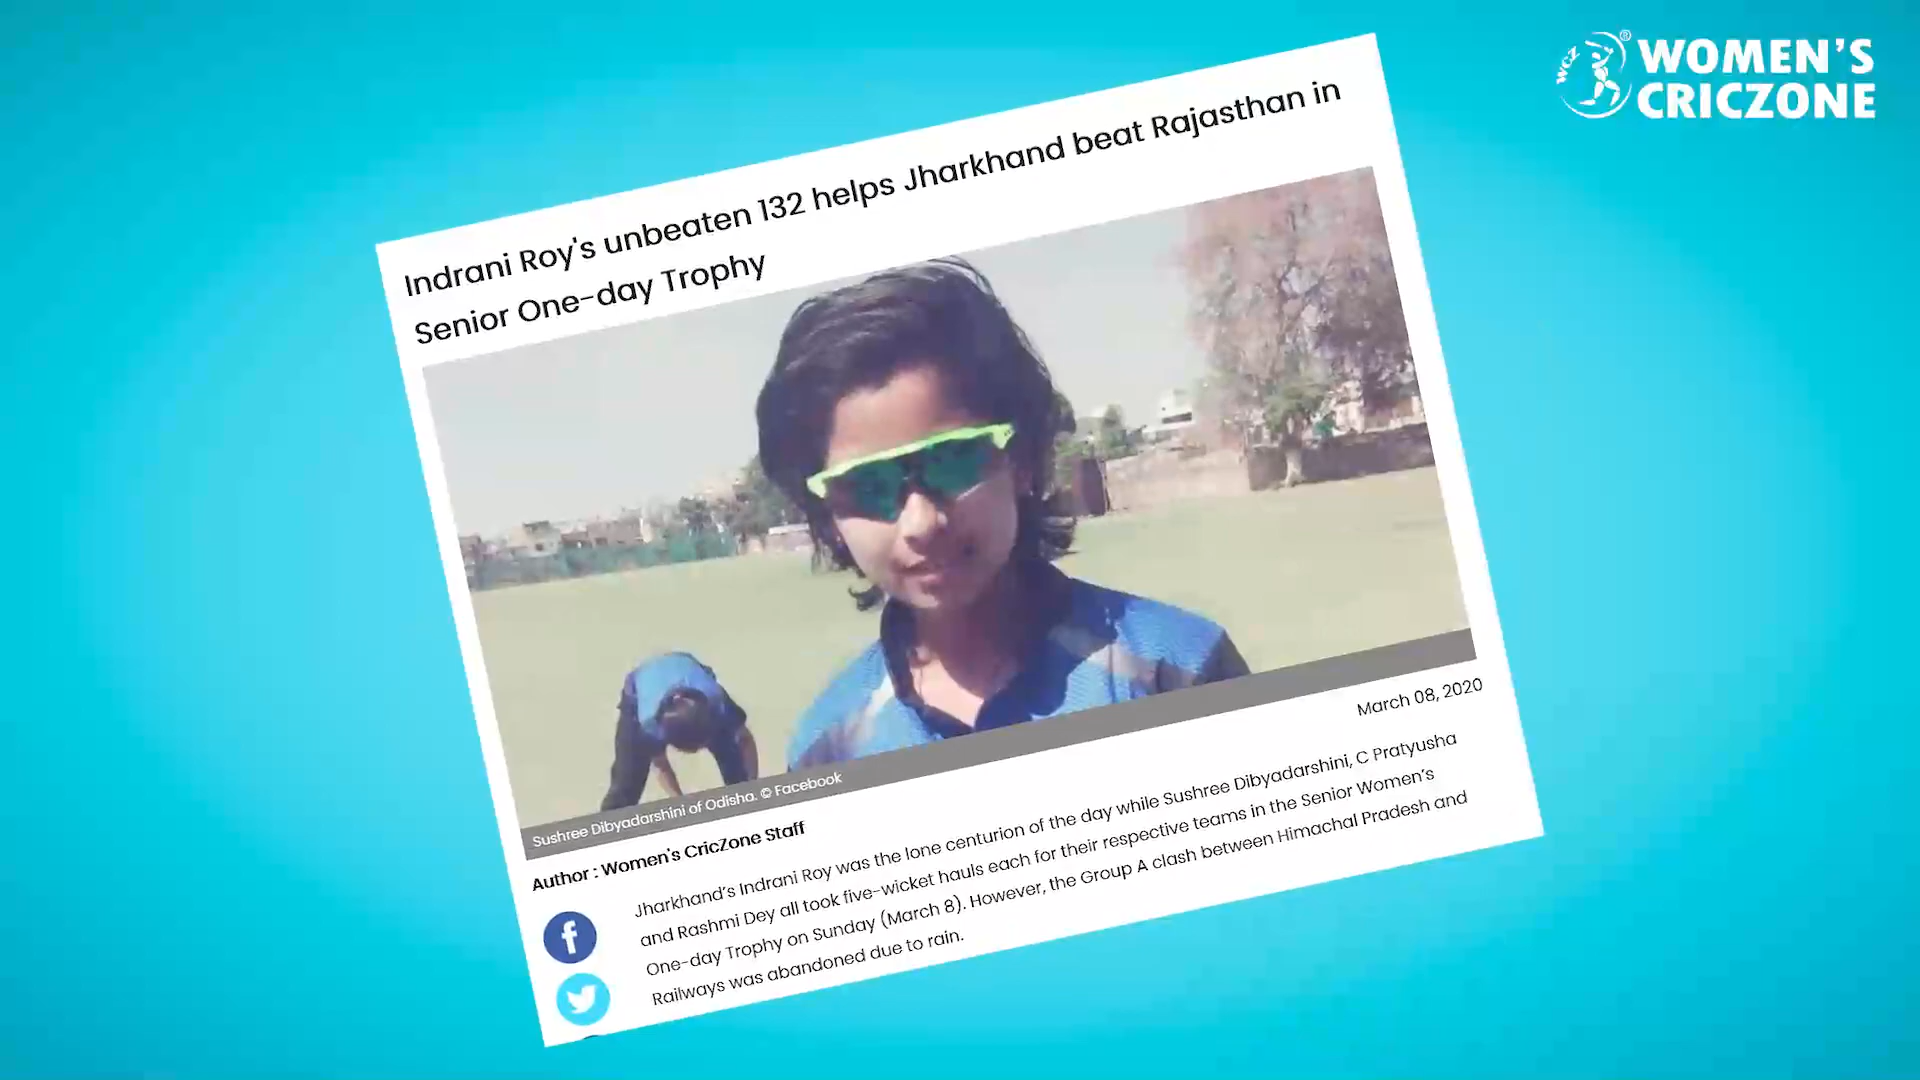 WCZ
®
WOMEN'S
CRICZONE
Indrani Roy's unbeaten 132 helps Jharkhand beat Rajasthan in
Senior One-day Trophy
Sushree Dibyadarshini of Odisha. © Facebook
March 08, 2020
Author : Women's CricZone Staff
Jharkhand's Indrani Roy was the lone centurion of the day while Sushree Dibyadarshini, C Pratyusha
and Rashmi Dey all took five-wicket hauls each for their respective teams in the Senior Women's
One-day Trophy on Sunday (March 8). However, the Group A clash between Himachal Pradesh and
Railways was abandoned due to rain.